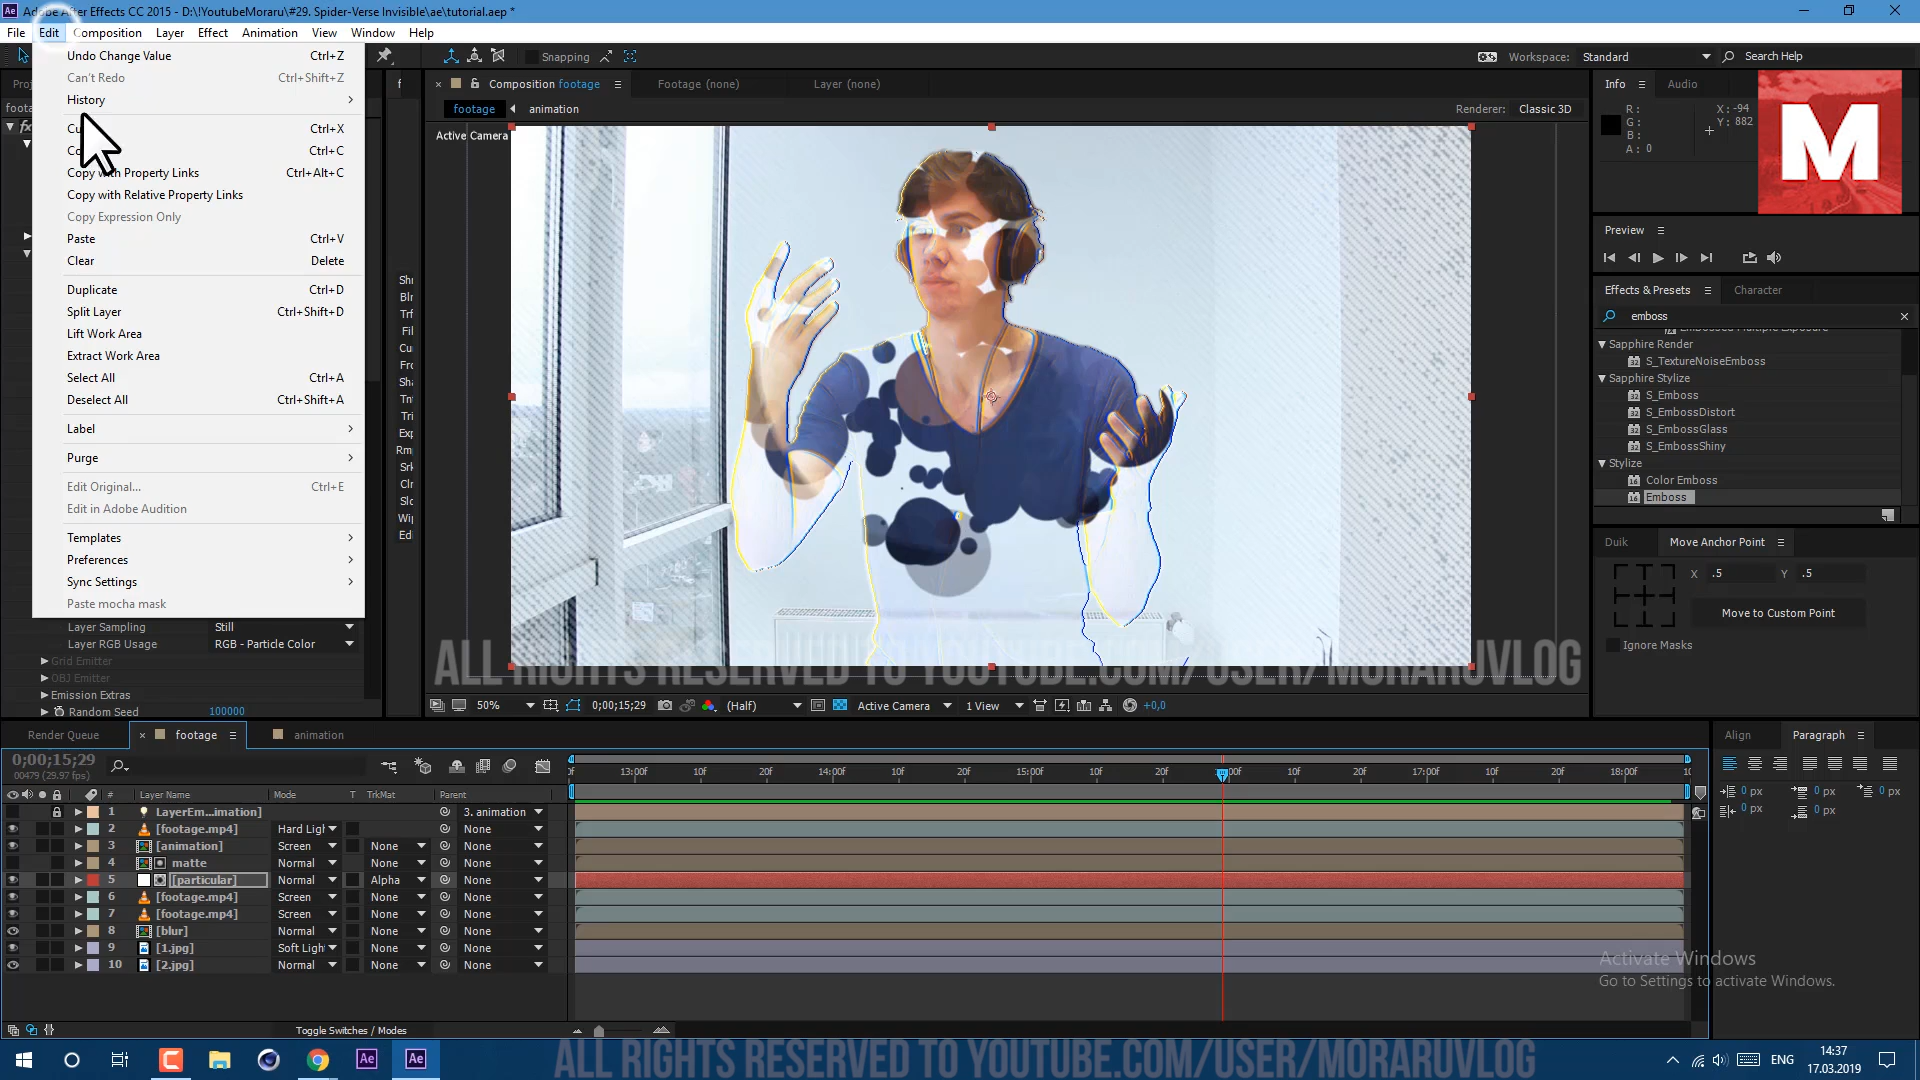 Adobe After Effects CC 2015 - D:\!YoutubeMoraru\#29. Spider-Verse Invisible\ae\tutorial.aep *
File Edit Composition Layer Effect Animation View Window Help
Undo Change Value Ctrl+Z
Can't Redo Ctrl+Shift+Z
History
Ctrl+X
Ctrl+C
Copy with Property Links Ctrl+Alt+C
Copy with Relative Property Links
Copy Expression Only
Paste Ctrl+V
Clear Delete
Duplicate Ctrl+D
Split Layer Ctrl+Shift+D
Lift Work Area
Extract Work Area
Select All Ctrl+A
Deselect All Ctrl+Shift+A
Label
Purge
Edit Original... Ctrl+E
Edit in Adobe Audition
Templates
Preferences
Sync Settings
Paste mocha mask
Layer Sampling Still
Layer RGB Usage RGB - Particle Color
Grid Emitter
OBJ Emitter
Emission Extras
Random Seed 100000
Snapping
Workspace: Standard Search Help
Composition footage Footage (none) Layer (none)
footage animation
Renderer: Classic 3D
Active Camera
Info Audio
R:
G:
B:
A: 0
X: -94
Y: 882
M
Preview
Effects & Presets Character
emboss
Embossed Multiple Exposure
Sapphire Render
S_TextureNoiseEmboss
Sapphire Stylize
S_Emboss
S_EmbossDistort
S_EmbossGlass
S_EmbossShiny
Stylize
Color Emboss
Emboss
Duik Move Anchor Point
X .5 Y .5
Move to Custom Point
Ignore Masks
ALL RIGHTS RESERVED TO YOUTUBE.COM/USER/MORARUVLOG
50% 0;00;15;29 (Half) Active Camera 1 View +0,0
Render Queue footage animation
0;00;15;29
00479 (29.97 fps)
13:00f 10f 20f 14:00f 10f 20f 15:00f 10f 20f 10f 20f 17:00f 10f 20f 18:00f
# Layer Name Mode T TrkMat Parent
1 LayerEm...imation] 3. animation
2 [footage.mp4] Hard Ligh None
3 [animation] Screen None None
4 matte Normal None None
5 [particular] Normal Alpha None
6 [footage.mp4] Screen None None
7 [footage.mp4] Screen None None
8 [blur] Normal None None
9 [1.jpg] Soft Ligh None None
10 [2.jpg] Normal None None
Toggle Switches / Modes
Align Paragraph
0 px 0 px 0 px
0 px 0 px
Activate Windows
Go to Settings to activate Windows.
ALL RIGHTS RESERVED TO YOUTUBE.COM/USER/MORARUVLOG
ENG
14:37
17.03.2019